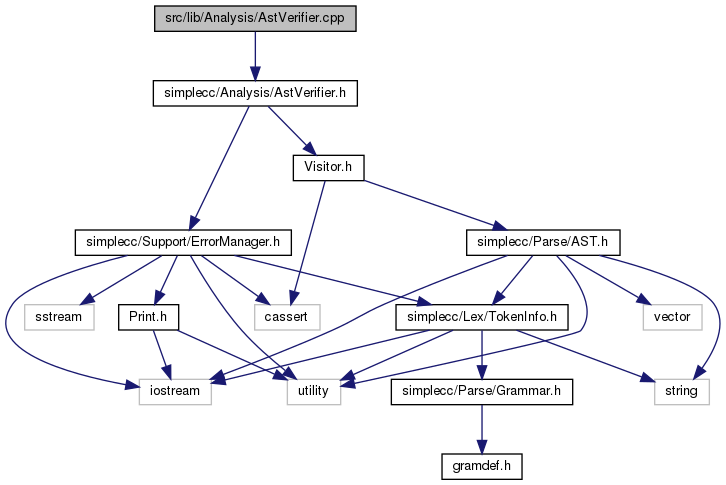 src/lib/Analysis/AstVerifier.cpp
simplecc/Analysis/AstVerifier.h
Visitor.h
simplecc/Support/ErrorManager.h
simplecc/Parse/AST.h
sstream
Print.h
cassert
simplecc/Lex/TokenInfo.h
vector
iostream
utility
simplecc/Parse/Grammar.h
string
gramdef.h